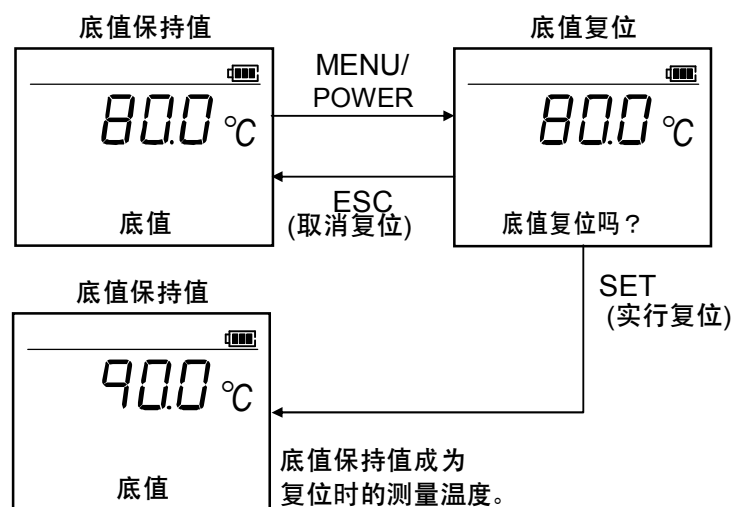 底值保持值
80.0 ℃
底值
MENU/
POWER
ESC
(取消复位)
底值复位
80.0 ℃
底值复位吗？
SET
(实行复位)
底值保持值
90.0 ℃
底值
底值保持值成为
复位时的测量温度。